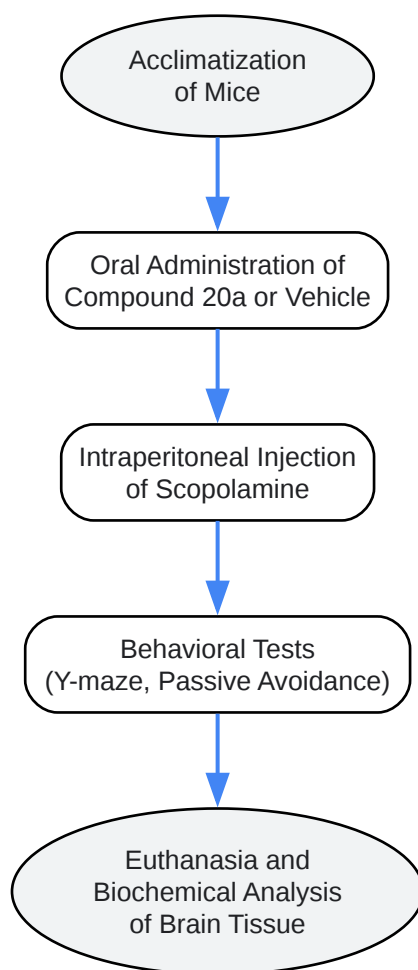 Acclimatization
of Mice
Oral Administration of
Compound 20a or Vehicle
Intraperitoneal Injection
of Scopolamine
Behavioral Tests
(Y-maze, Passive Avoidance)
Euthanasia and
Biochemical Analysis
of Brain Tissue